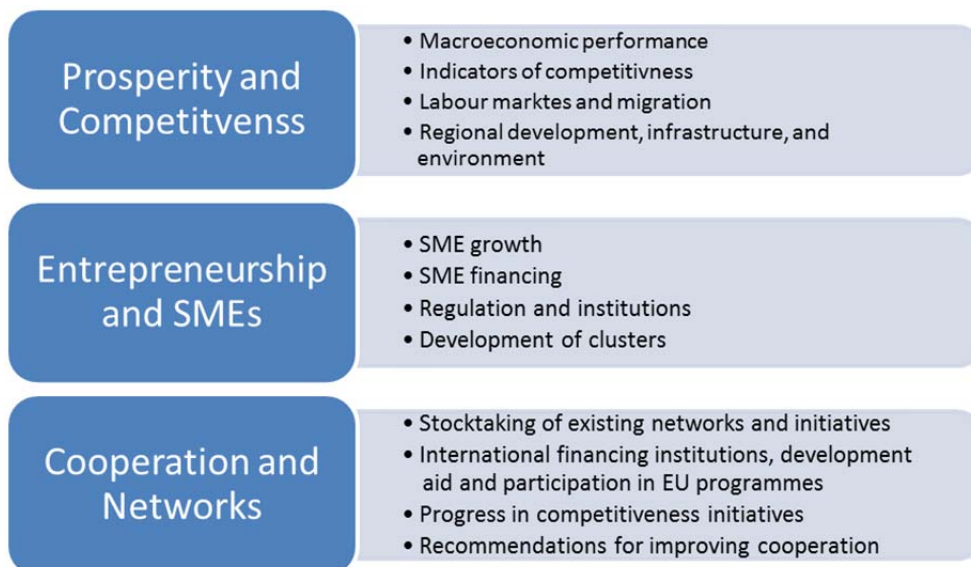 Prosperity and
Competitvenss
• Macroeconomic performance
• Indicators of competitivness
• Labour marktes and migration
• Regional development, infrastructure, and
environment
Entrepreneurship
and SMEs
• SME growth
• SME financing
• Regulation and institutions
• Development of clusters
Cooperation and
Networks
• Stocktaking of existing networks and initiatives
• International financing institutions, development
aid and participation in EU programmes
• Progress in competitiveness initiatives
• Recommendations for improving cooperation